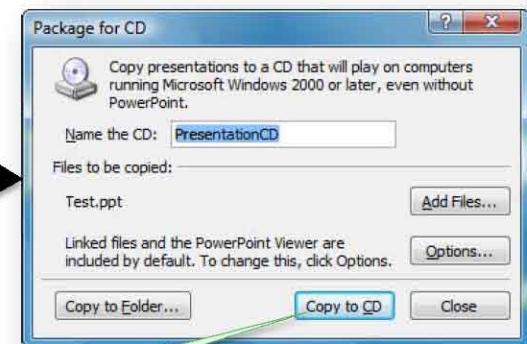 Package for CD
Copy presentations to a CD that will play on computers
running Microsoft Windows 2000 or later, even without
PowerPoint.
Name the CD: PresentationCD
Files to be copied:
Test.ppt
Add Files...
Linked files and the PowerPoint Viewer are
included by default. To change this, click Options.
Options...
Copy to Folder... Copy to CD Close